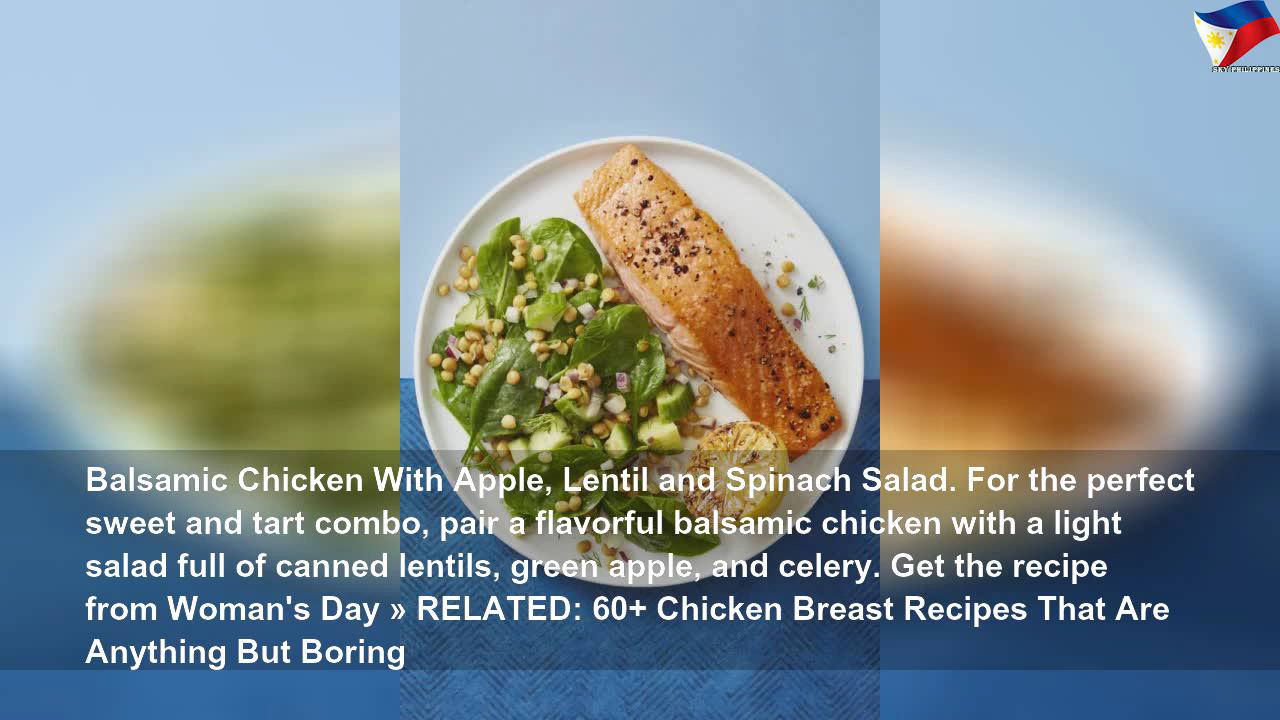 SKY PHILIPPINES
Balsamic Chicken With Apple, Lentil and Spinach Salad. For the perfect
sweet and tart combo, pair a flavorful balsamic chicken with a light
salad full of canned lentils, green apple, and celery. Get the recipe
from Woman's Day » RELATED: 60+ Chicken Breast Recipes That Are
Anything But Boring